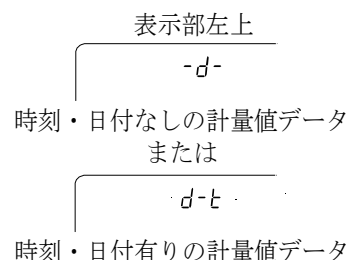 表示部左上
-d-
時刻・日付なしの計量値データ
または
d-t
時刻・日付有りの計量値データ